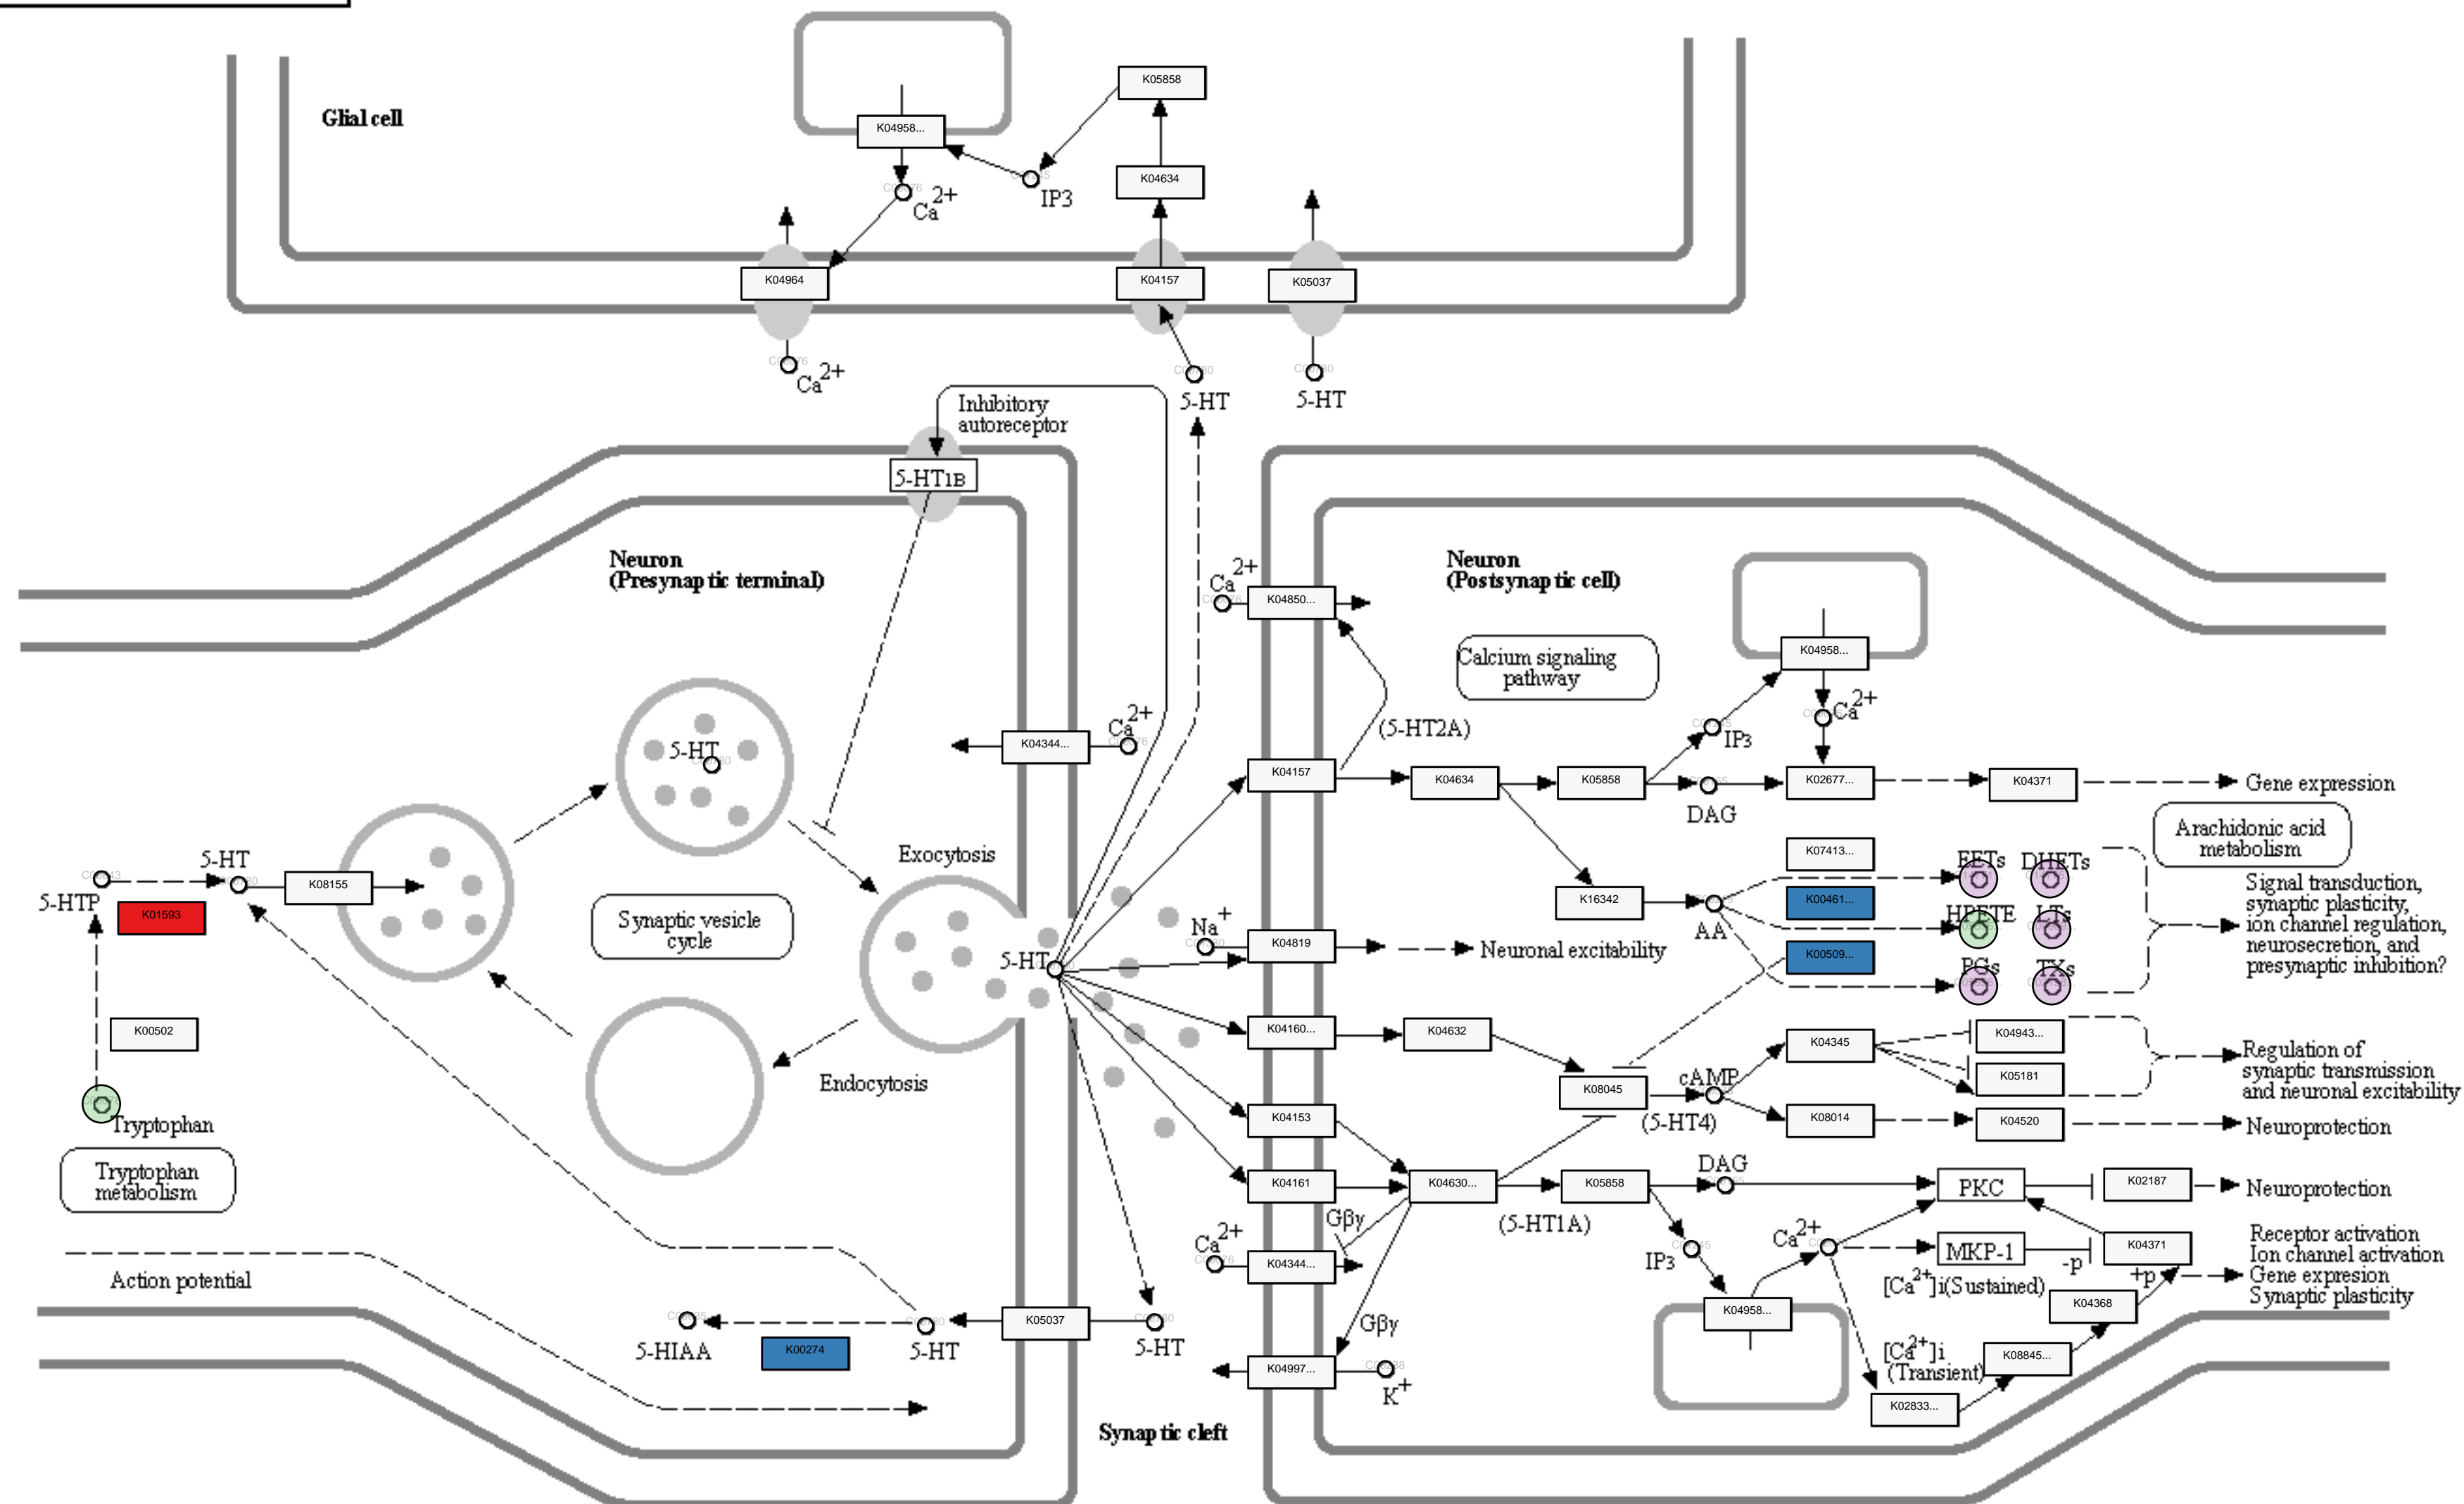 K05858
Glial cell
K04958...
K04634
Ca2+
IP3
K04964
K04157
K05037
Ca2+
5-HT
5-HT
Inhibitory
autoreceptor
5-HT1B
Neuron
(Presynaptic terminal)
Neuron
(Postsynaptic cell)
Ca2+
K04850...
Calcium signaling
pathway
K04958...
Ca2+
(5-HT2A)
IP3
Ca2+
K04344...
5-HT
K04157
K04634
K05858
DAG
K02677...
K04371
Gene expression
Arachidonic acid
metabolism
K07413...
EETs
DHETs
Exocytosis
5-HT
5-HTP
K08155
K01593
Synaptic vesicle
cycle
K16342
AA
K00461...
HPETE
LTs
K00509...
PGs
TXs
Signal transduction,
synaptic plasticity,
ion channel regulation,
neurosecretion, and
presynaptic inhibition?
Na+
K04819
Neuronal excitability
5-HT
K00502
K04160...
K04632
K04345
K04943...
K05181
Regulation of
synaptic transmission
and neuronal excitability
Endocytosis
K08045
cAMP
(5-HT4)
K04153
K08014
K04520
Neuroprotection
Tryptophan
Tryptophan
metabolism
K04161
K04630...
K05858
(5-HT1A)
DAG
PKC
K02187
Neuroprotection
Gβγ
Ca2+
K04344...
IP3
Ca2+
MKP-1
-p
K04371
+p
Receptor activation
Ion channel activation
Gene expresion
Synaptic plasticity
[Ca2+]i(Sustained)
K04368
Action potential
K04958...
5-HIAA
K00274
5-HT
K05037
5-HT
Gβγ
K04997...
K+
[Ca2+]i
(Transient)
K08845...
K02833...
Synaptic cleft